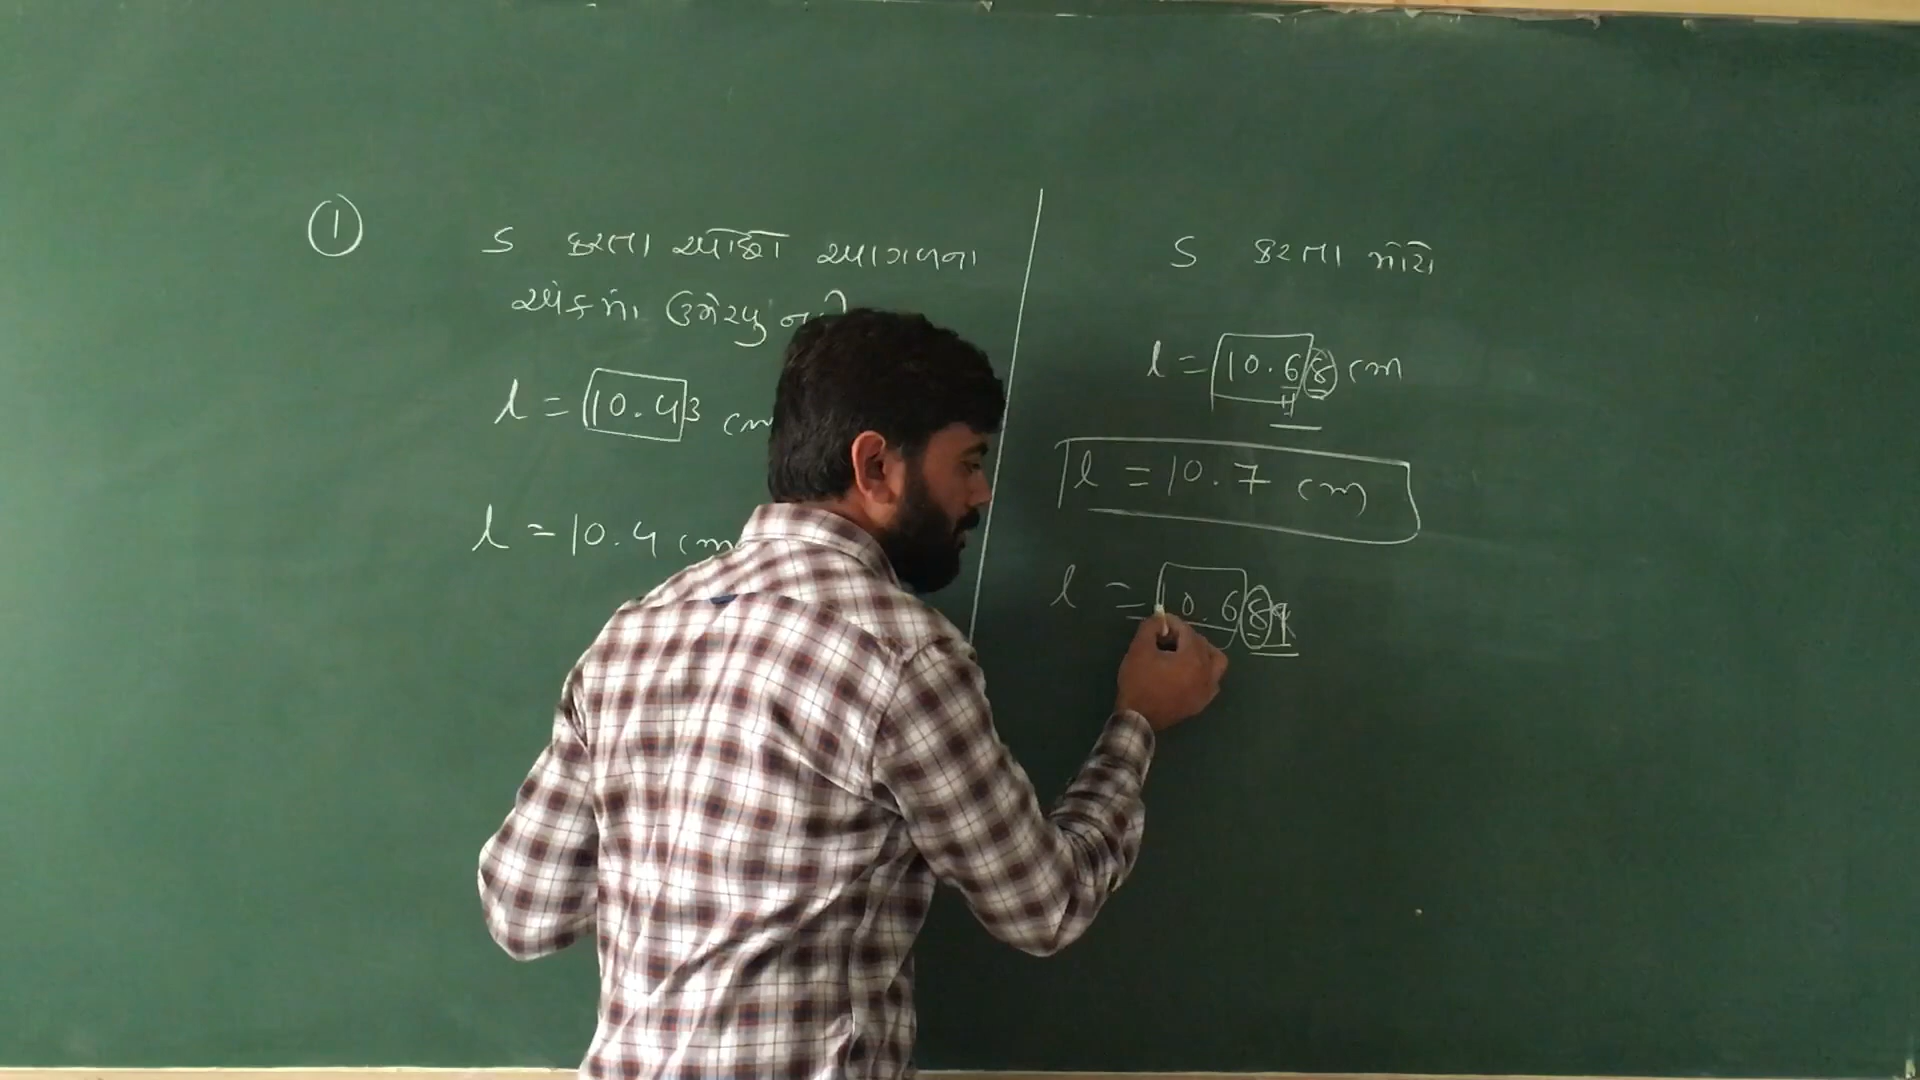 ①
5 કરતા ઓછી આગળના
અંકમાં ઉમેરવુ
l = 10.43 cm
l = 10.4 cm
5 કરતા મોટો
l = 10.68 cm
l = 10.7 cm
l = 10.68